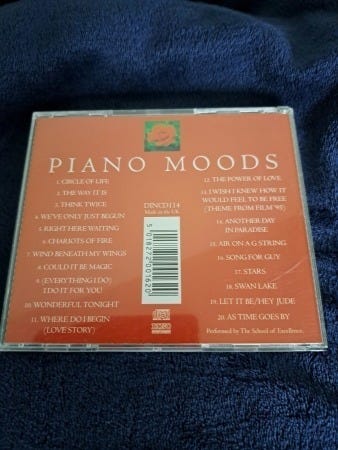 PIANO MOODS
1. CIRCLE OF LIFE
2. THE WAY IT IS
3. THINK TWICE
4. WE'VE ONLY JUST BEGUN
5. RIGHT HERE WAITING
6. CHARIOTS OF FIRE
7. WIND BENEATH MY WINGS
8. COULD IT BE MAGIC
9. (EVERYTHING I DO)
I DO IT FOR YOU
10. WONDERFUL TONIGHT
11. WHERE DO I BEGIN
(LOVE STORY)
DINCD114
Made in the UK
5018272001620
12. THE POWER OF LOVE
13. I WISH I KNEW HOW IT
WOULD FEEL TO BE FREE
(THEME FROM FILM '95)
14. ANOTHER DAY
IN PARADISE
15. AIR ON A G STRING
16. SONG FOR GUY
17. STARS
18. SWAN LAKE
19. LET IT BE/HEY JUDE
20. AS TIME GOES BY
Performed by The School of Excellence.